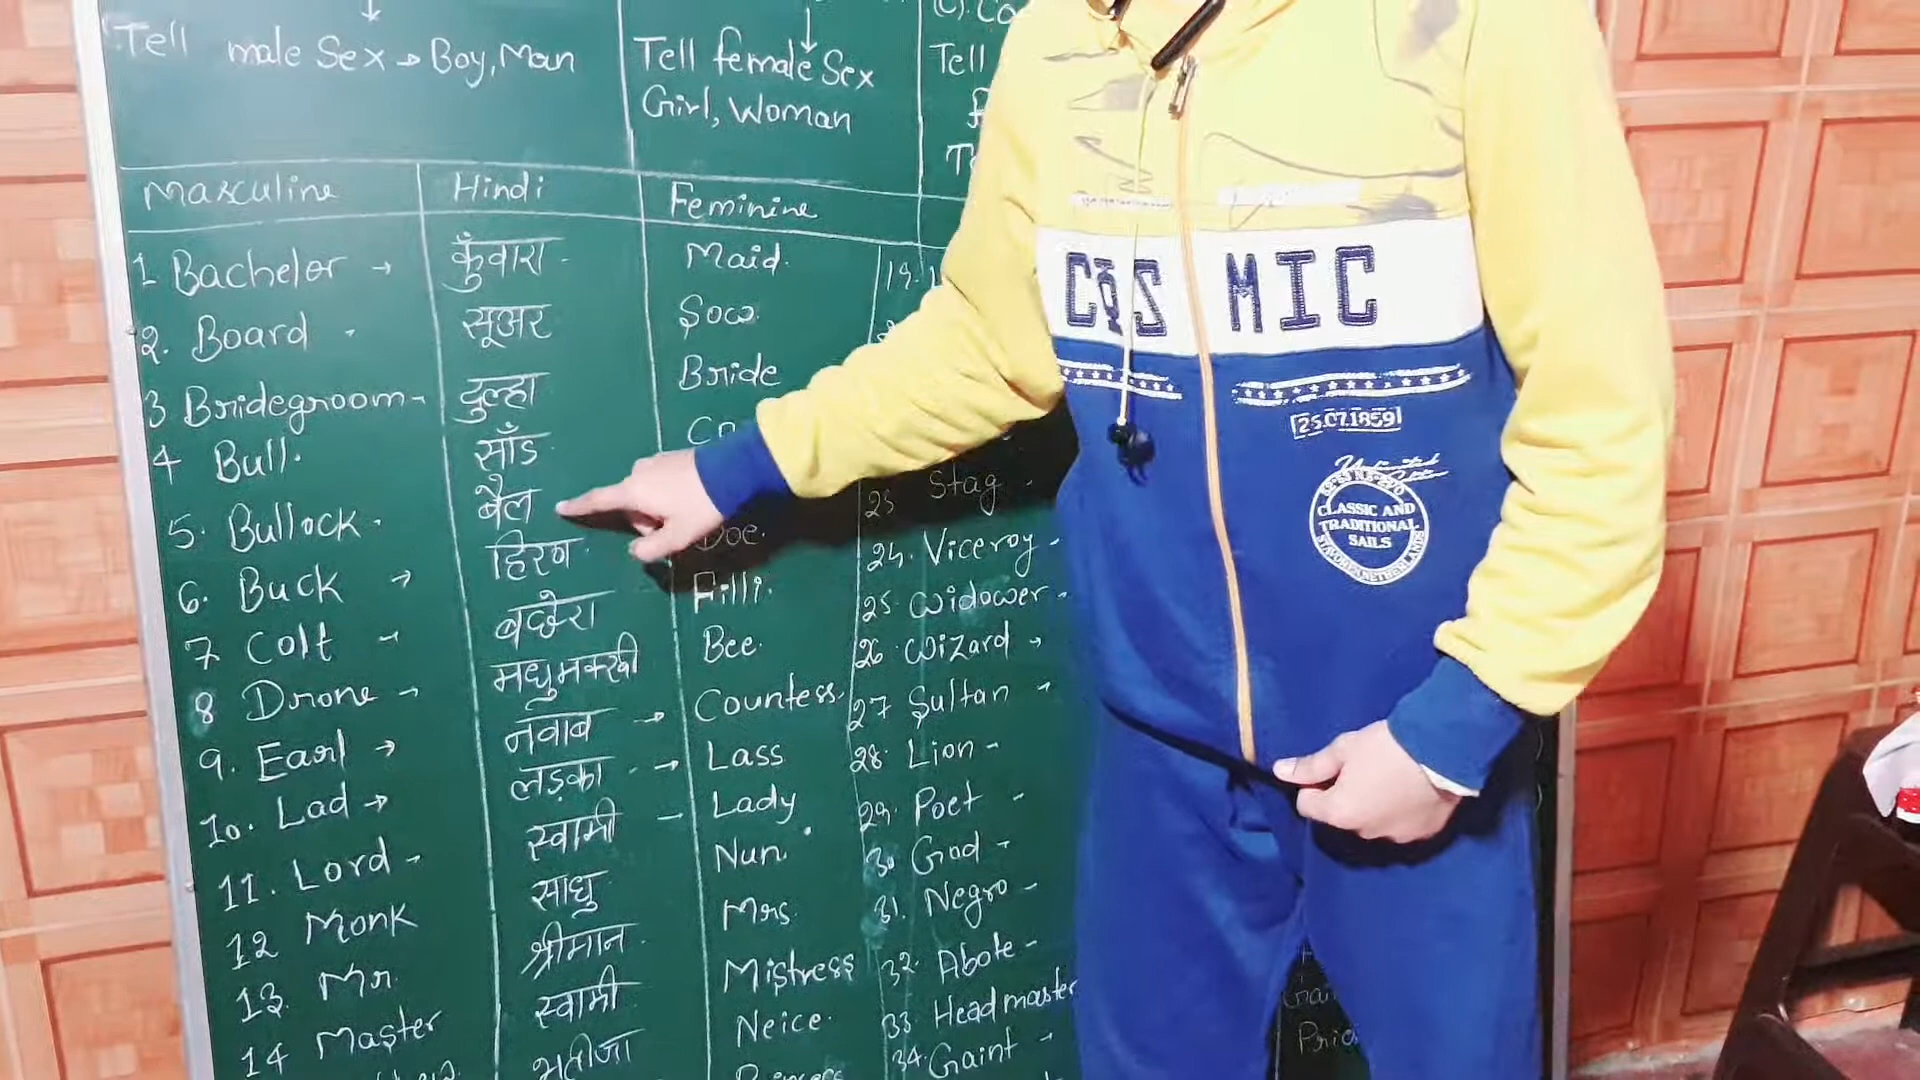 (C). Co
Tell male Sex → Boy, Man
Tell female Sex
Girl, Woman
Tell
Masculine Hindi Feminine
1 Bachelor → कुँवारा - Maid.
2. Board - सूअर Sow.
3 Bridegroom - दुल्हा Bride
4 Bull. साँड
5. Bullock. बैल
6. Buck → हिरण Doe.
7 Colt → बछेरा Filli.
8 Drone → मधुमक्खी Bee.
9. Earl → नवाब → Countess.
10. Lad → लड़का → Lass
11. Lord - स्वामी → Lady
12 Monk साधु Nun.
13. Mr. श्रीमान Mrs.
14 Master स्वामी Mistress
भतीजा Neice.
19.
23 Stag -
24. Viceroy -
25. Widower -
26. Wizard →
27 Sultan -
28. Lion -
29. Poet -
30 God -
31. Negro -
32. Abote -
33. Headmaster
34. Gaint -
COSMIC
25.07.1859
CLASSIC AND
TRADITIONAL
SAILS